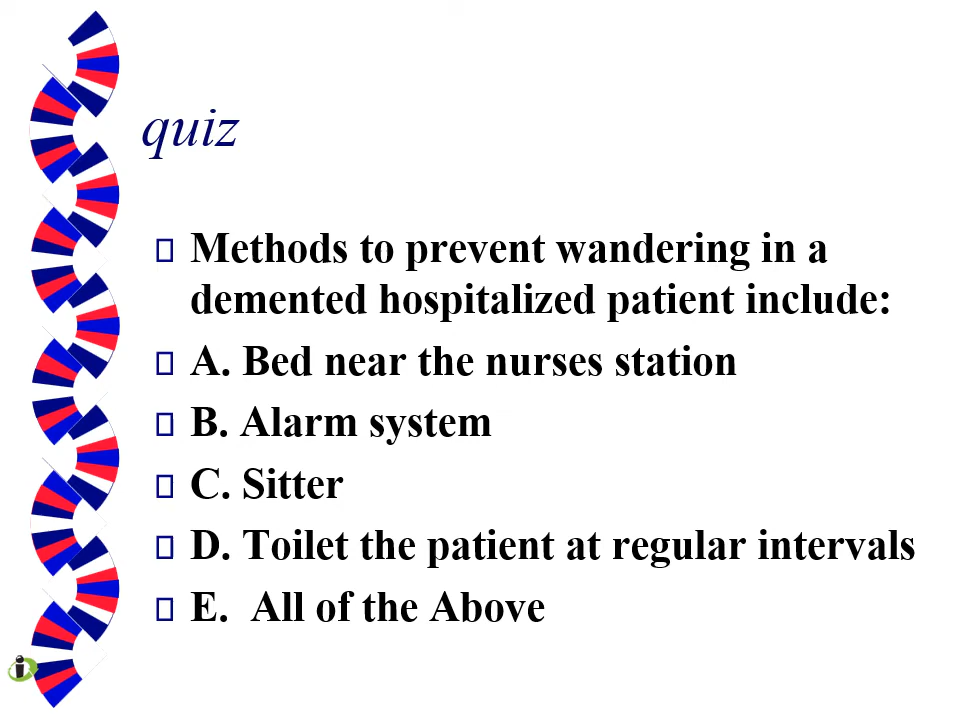 quiz
Methods to prevent wandering in a
demented hospitalized patient include:
A. Bed near the nurses station
B. Alarm system
C. Sitter
D. Toilet the patient at regular intervals
E.  All of the Above